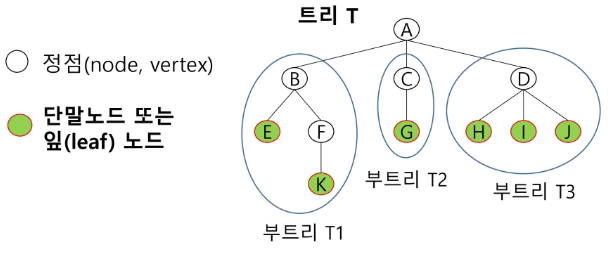 트리 T
정점(node, vertex)
단말노드 또는
잎(leaf) 노드
A
B
C
D
E
F
G
H
I
J
K
부트리 T1
부트리 T2
부트리 T3